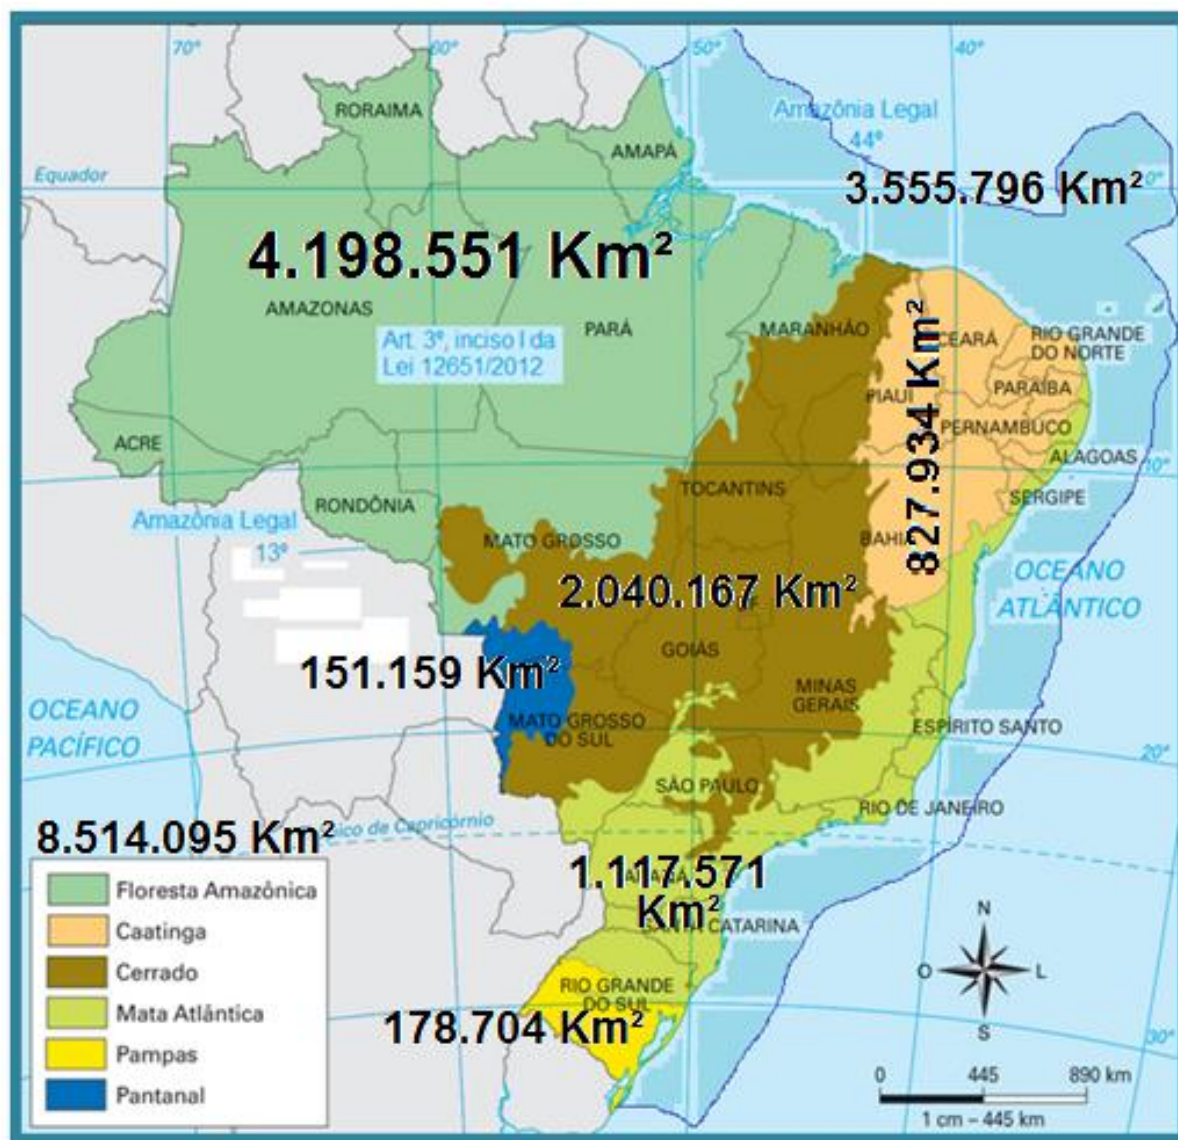 70°
60°
50°
40°
RORAIMA
Amazônia Legal
44º
AMAPÁ
Equador
3.555.796 Km²
0°
4.198.551 Km²
AMAZONAS
PARÁ
MARANHÃO
CEARÁ
RIO GRANDE
DO NORTE
Art. 3º, inciso I da
Lei 12651/2012
PARAÍBA
PIAUÍ
827.934 Km²
PERNAMBUCO
ACRE
ALAGOAS
10°
TOCANTINS
SERGIPE
RONDÔNIA
Amazônia Legal
13º
MATO GROSSO
BAHIA
OCEANO
ATLÂNTICO
2.040.167 Km²
GOIÁS
151.159 Km²
MINAS
GERAIS
OCEANO
PACÍFICO
MATO GROSSO
DO SUL
ESPÍRITO SANTO
20°
SÃO PAULO
RIO DE JANEIRO
8.514.095 Km²
de Capricórnio
1.117.571
Km²
CATARINA
Floresta Amazônica
Caatinga
Cerrado
Mata Atlântica
Pampas
Pantanal
RIO GRANDE
DO SUL
178.704 Km²
N
O
L
S
30°
0
445
890 km
1 cm – 445 km